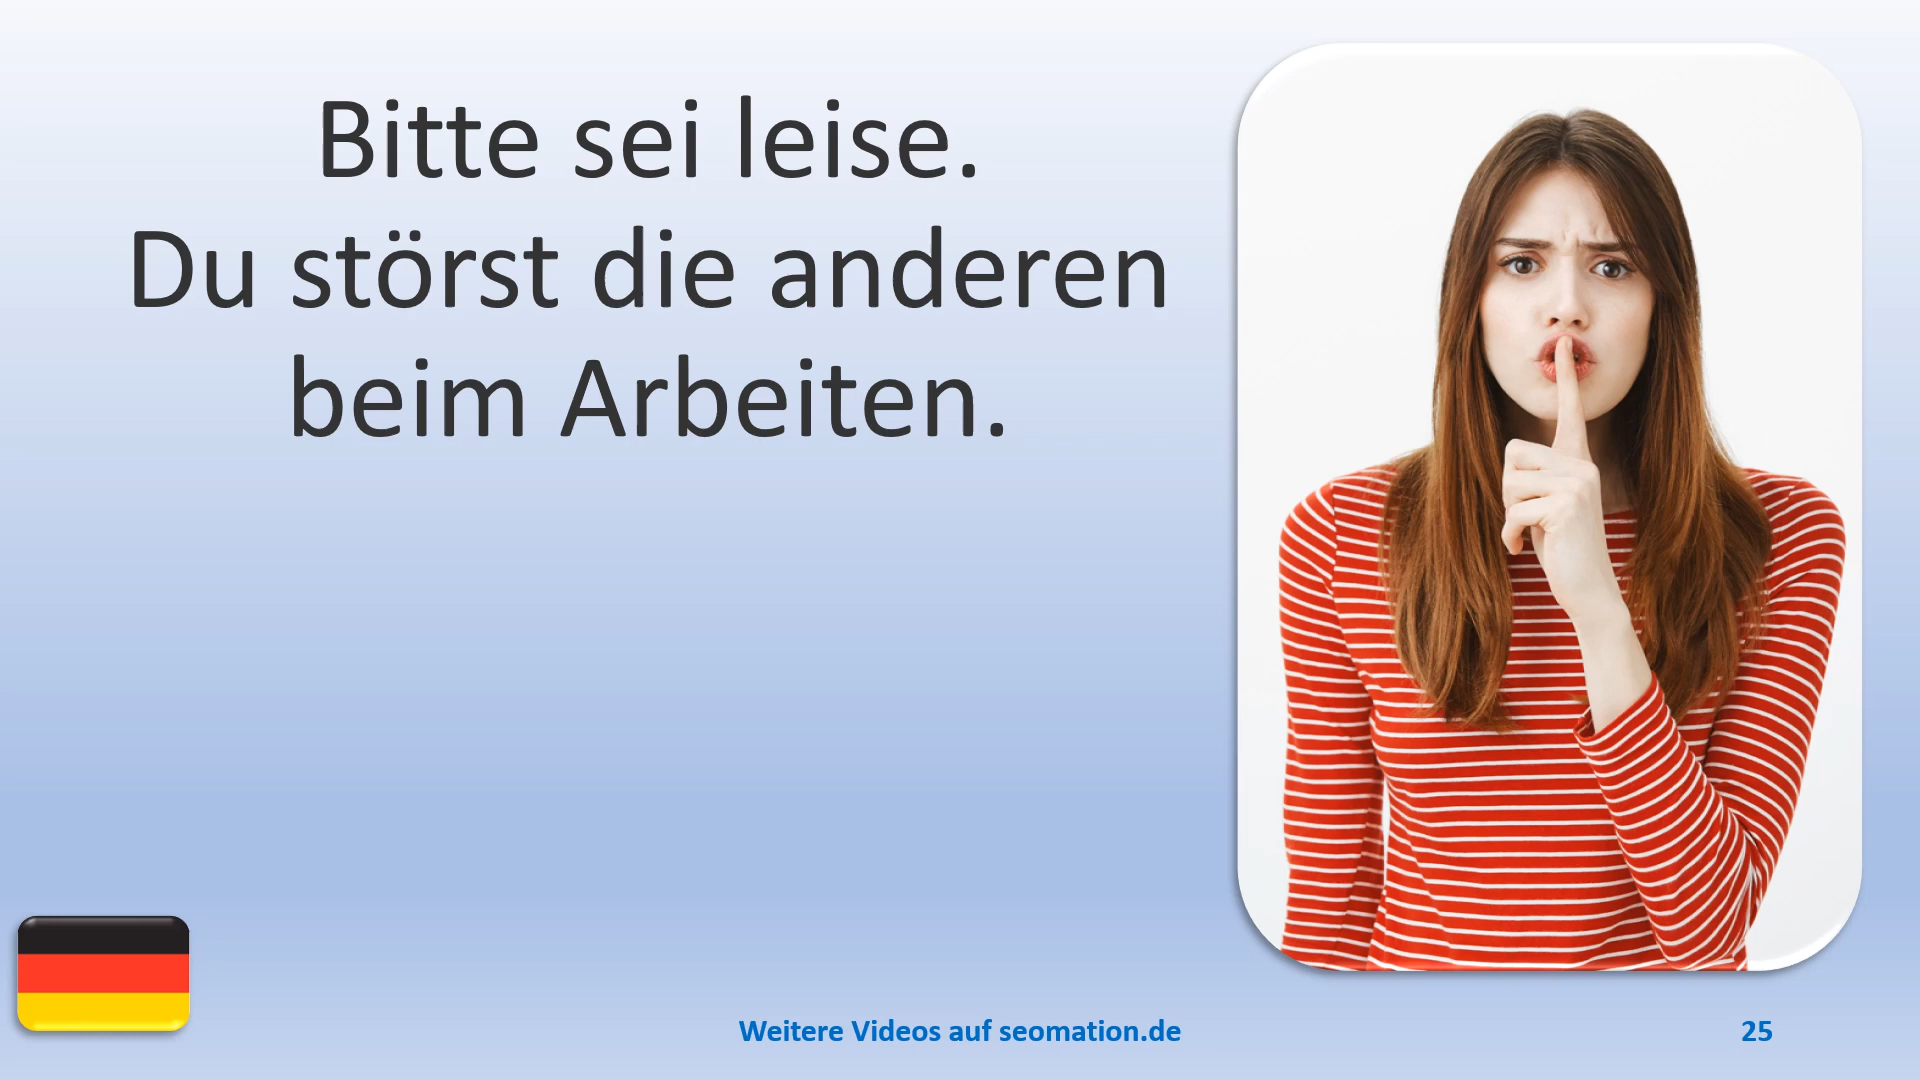 Bitte sei leise.
Du störst die anderen
beim Arbeiten.
Weitere Videos auf seomation.de
25